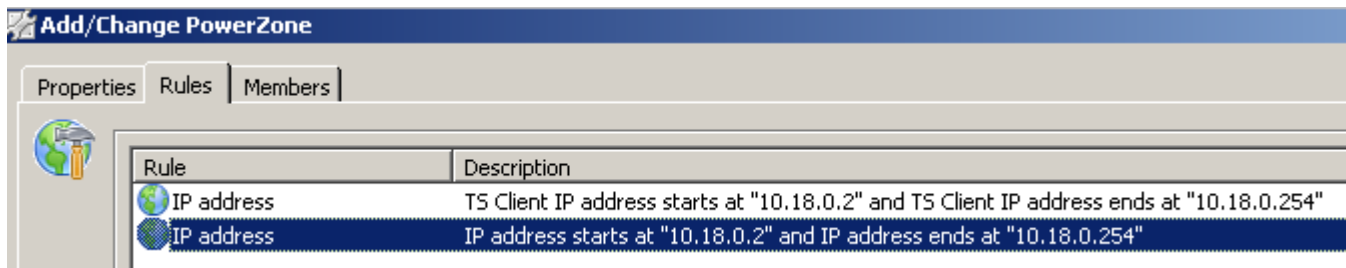 Add/Change PowerZone
Properties Rules Members
Rule Description
IP address TS Client IP address starts at "10.18.0.2" and TS Client IP address ends at "10.18.0.254"
IP address IP address starts at "10.18.0.2" and IP address ends at "10.18.0.254"